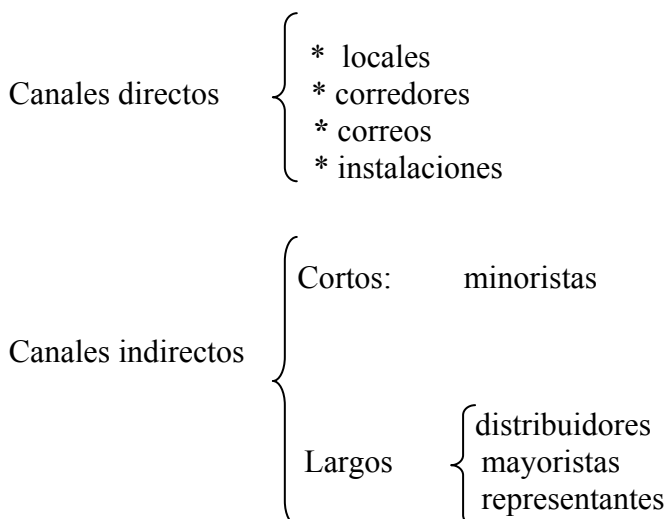 * locales
Canales directos
* corredores
* correos
* instalaciones
Cortos: minoristas
Canales indirectos
distribuidores
Largos mayoristas
representantes